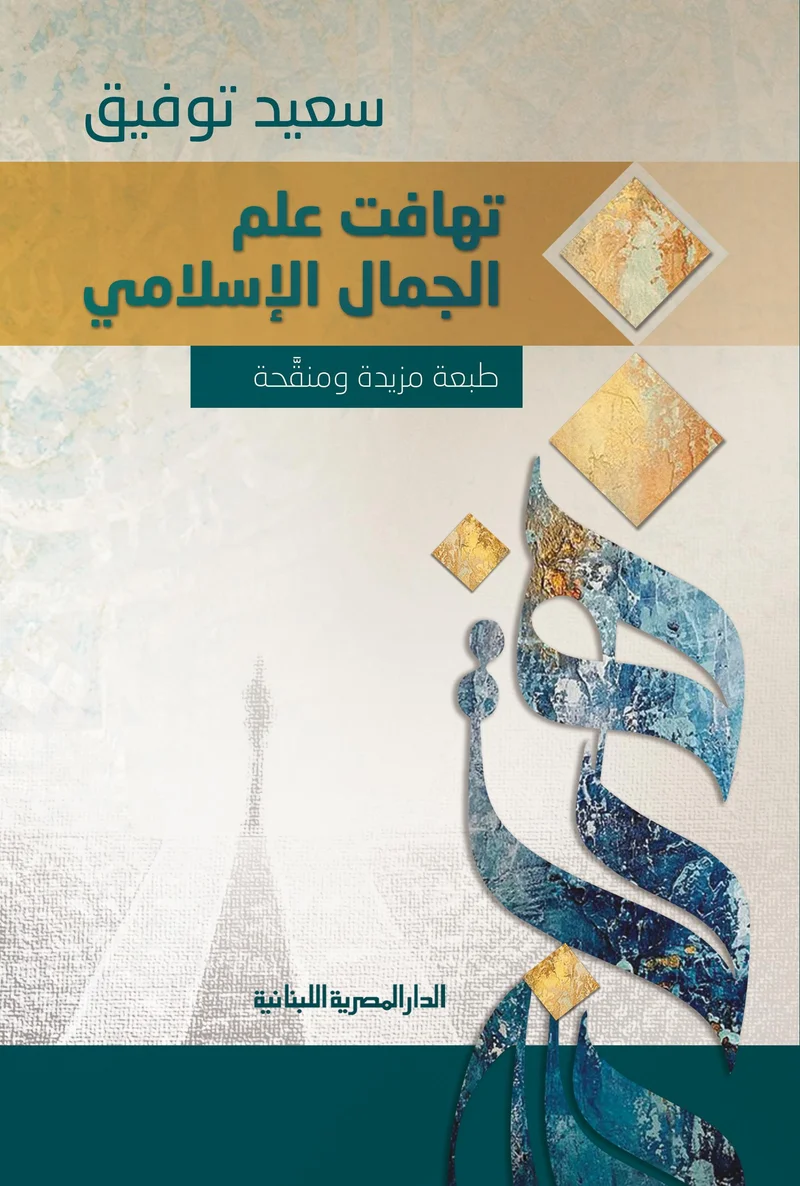 سعيد توفيق
تهافت علم
الجمال الإسلامي
طبعة مزيدة ومنقَّحة
الدار المصرية اللبنانية